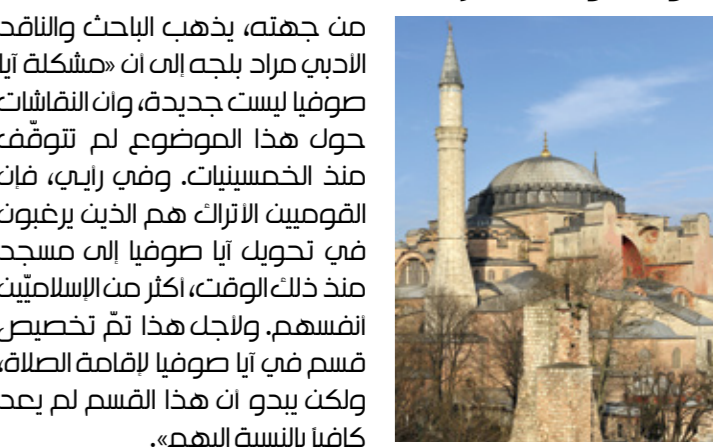 من جهته، يذهب الباحث والناقد
الأدبي مراد بلجه إلى أن «مشكلة آيا
صوفيا ليست جديدة، وأن النقاشات
حول هذا الموضوع لم تتوقّف
منذ الخمسينيات. وفي رأيي، فإن
القوميين الأتراك هم الذين يرغبون
في تحويل آيا صوفيا إلى مسجد
منذ ذلك الوقت، أكثر من الإسلاميّين
أنفسهم. ولأجل هذا تمّ تخصيص
قسم في آيا صوفيا لإقامة الصلاة،
ولكن يبدو أن هذا القسم لم يعد
كافياً بالنسبة إليهم».